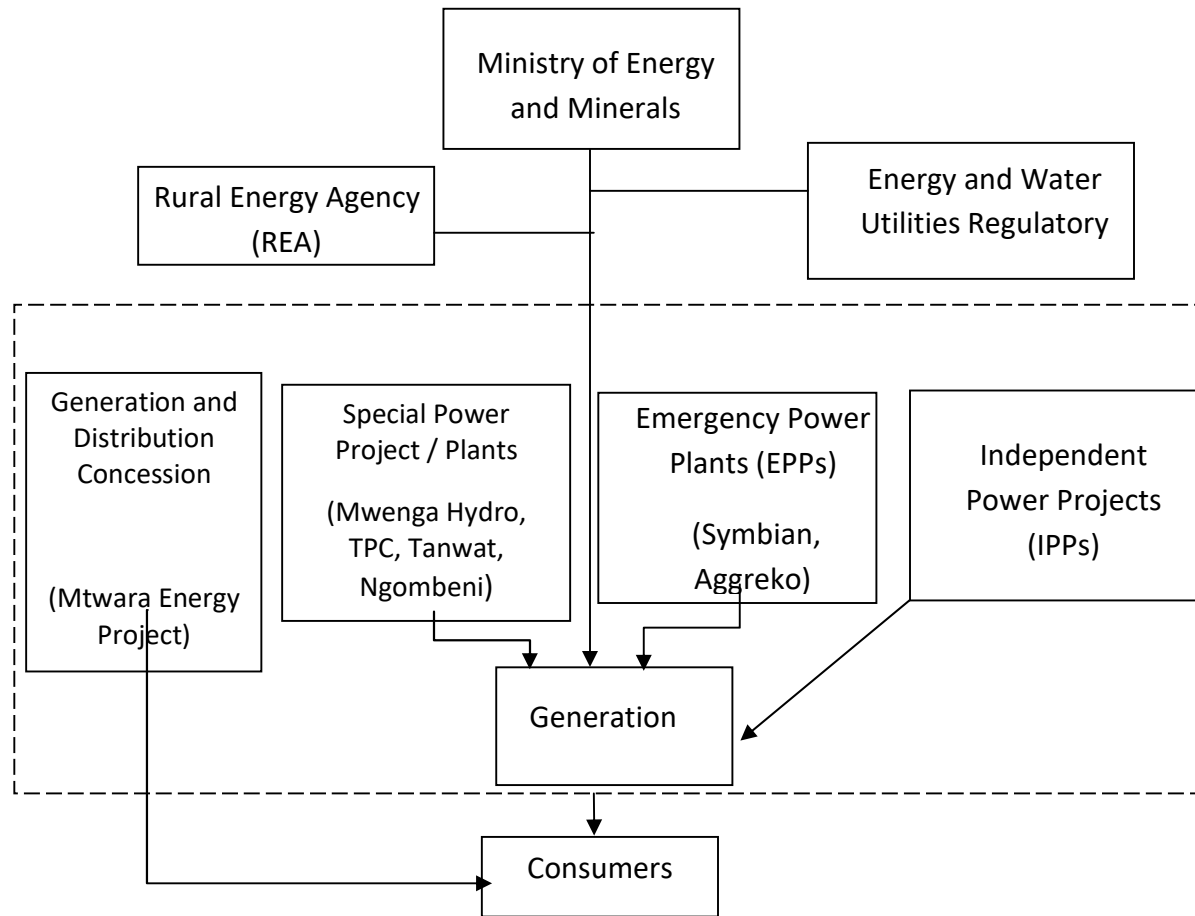 Ministry of Energy
and Minerals
Rural Energy Agency
(REA)
Energy and Water
Utilities Regulatory
Generation and
Distribution
Concession
(Mtwara Energy
Project)
Special Power
Project / Plants
(Mwenga Hydro,
TPC, Tanwat,
Ngombeni)
Emergency Power
Plants (EPPs)
(Symbian,
Aggreko)
Independent
Power Projects
(IPPs)
Generation
Consumers